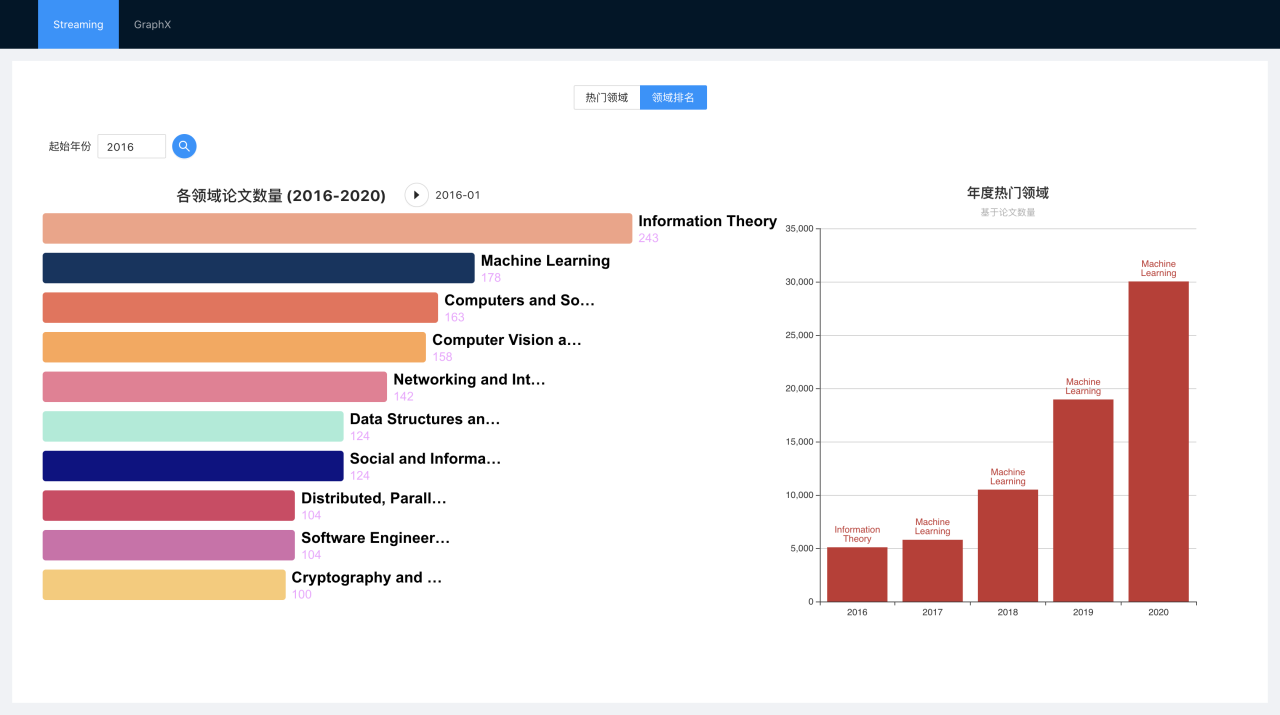 Streaming GraphX
热门领域 领域排名
起始年份 2016
各领域论文数量 (2016-2020) 2016-01
Information Theory
243
Machine Learning
178
Computers and So...
163
Computer Vision a...
158
Networking and Int...
142
Data Structures an...
124
Social and Informa...
124
Distributed, Parall...
104
Software Engineer...
104
Cryptography and ...
100
年度热门领域
基于论文数量
35,000
30,000
25,000
20,000
15,000
10,000
5,000
0
Information
Theory
Machine
Learning
Machine
Learning
Machine
Learning
Machine
Learning
2016 2017 2018 2019 2020